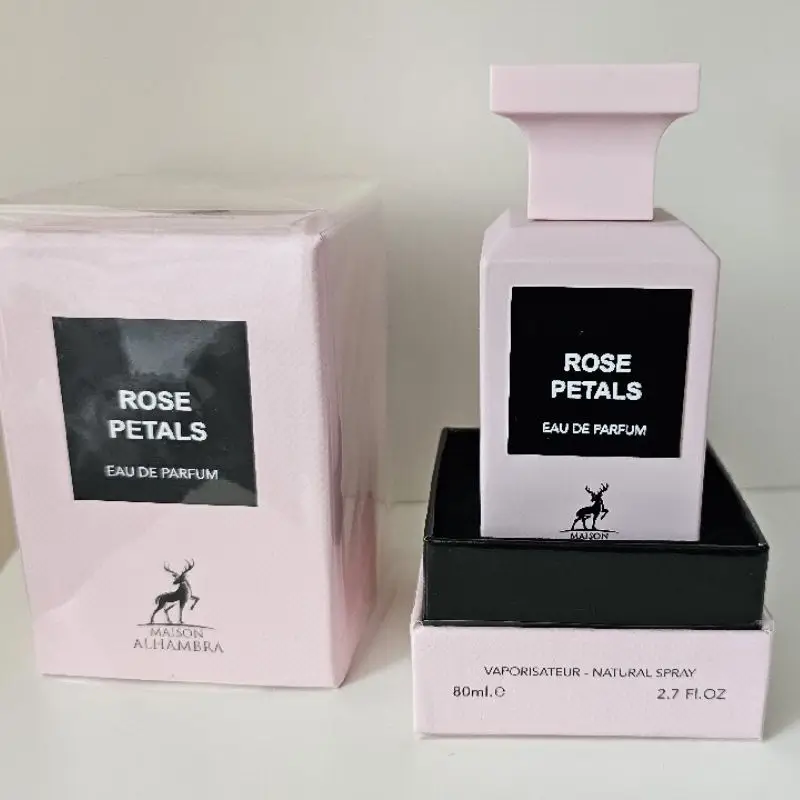 ROSE
PETALS
EAU DE PARFUM
MAISON
ALHAMBRA
ROSE
PETALS
EAU DE PARFUM
MAISON
VAPORISATEUR - NATURAL SPRAY
80ml.℮ 2.7 Fl.OZ